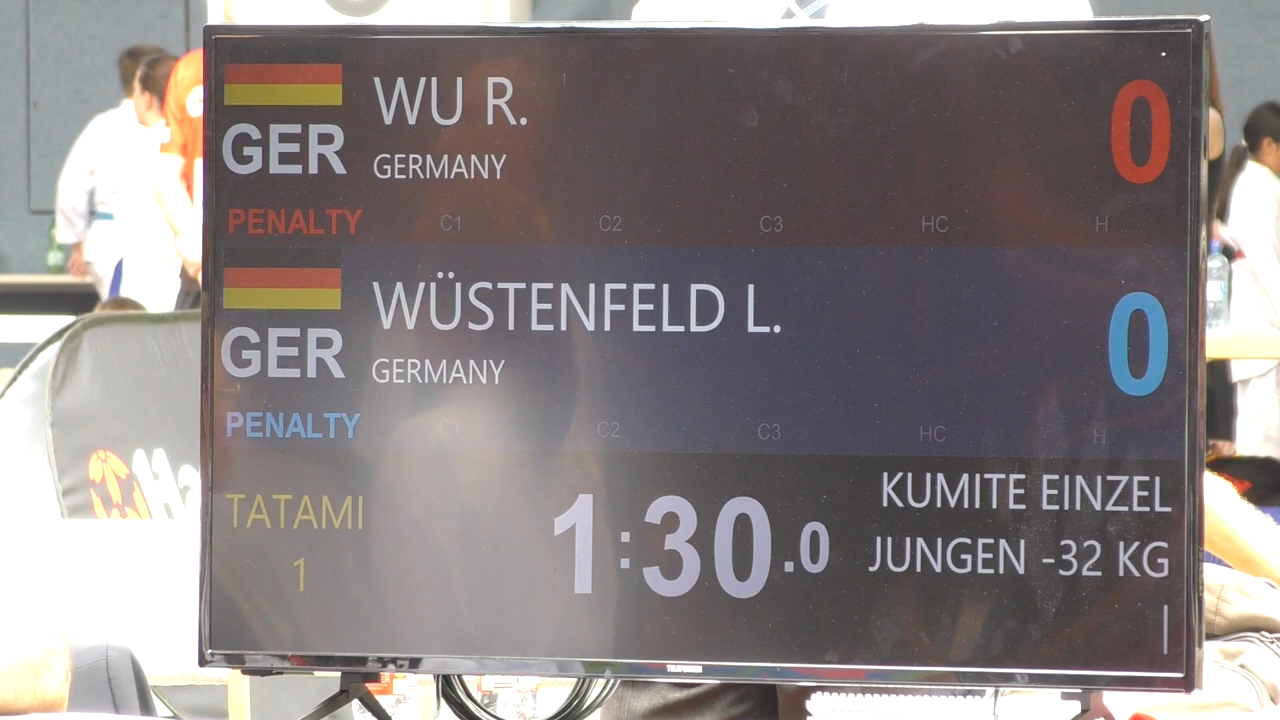 WU R.
0
GER
GERMANY
PENALTY C1 C2 C3 HC H
WÜSTENFELD L.
0
GER
GERMANY
PENALTY C1 C2 C3 HC H
TATAMI
1
1:30.0
KUMITE EINZEL
JUNGEN -32 KG
|
TELEFUNKEN